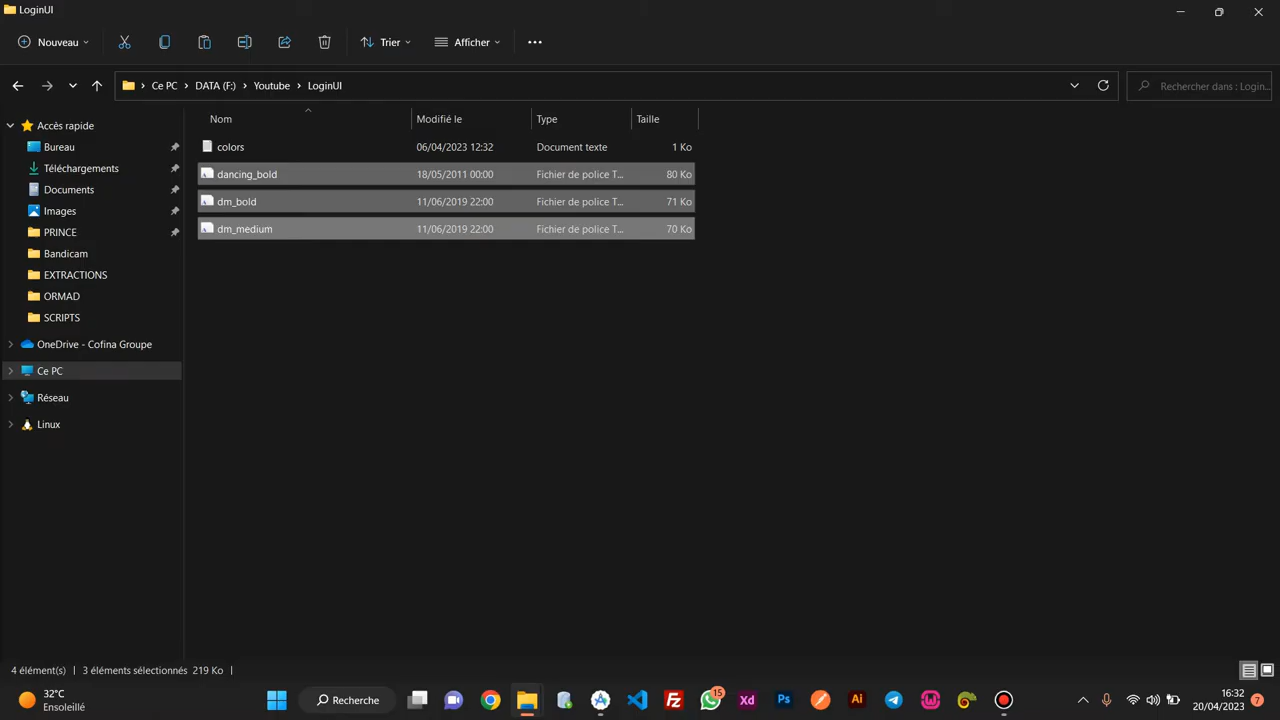 LoginUI
Nouveau
Trier
Afficher
Ce PC
DATA (F:)
Youtube
LoginUI
Rechercher dans : Login...
Accès rapide
Bureau
Téléchargements
Documents
Images
PRINCE
Bandicam
EXTRACTIONS
ORMAD
SCRIPTS
OneDrive - Cofina Groupe
Ce PC
Réseau
Linux
Nom Modifié le Type Taille
colors 06/04/2023 12:32 Document texte 1 Ko
dancing_bold 18/05/2011 00:00 Fichier de police T... 80 Ko
dm_bold 11/06/2019 22:00 Fichier de police T... 71 Ko
dm_medium 11/06/2019 22:00 Fichier de police T... 70 Ko
4 élément(s) 3 éléments sélectionnés 219 Ko
32°C
Ensoleillé
Recherche
15
Xd
Ps
Ai
16:32
20/04/2023
7